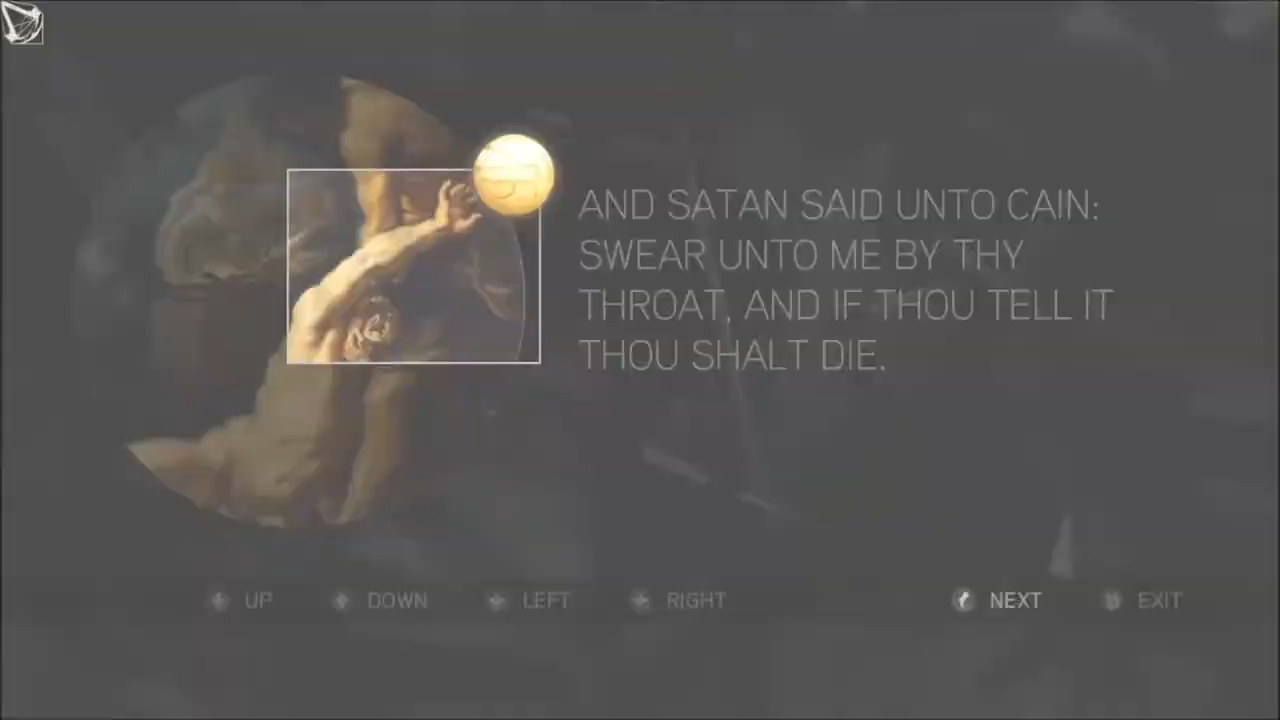 AND SATAN SAID UNTO CAIN:
SWEAR UNTO ME BY THY
THROAT, AND IF THOU TELL IT
THOU SHALT DIE.
UP DOWN LEFT RIGHT NEXT EXIT